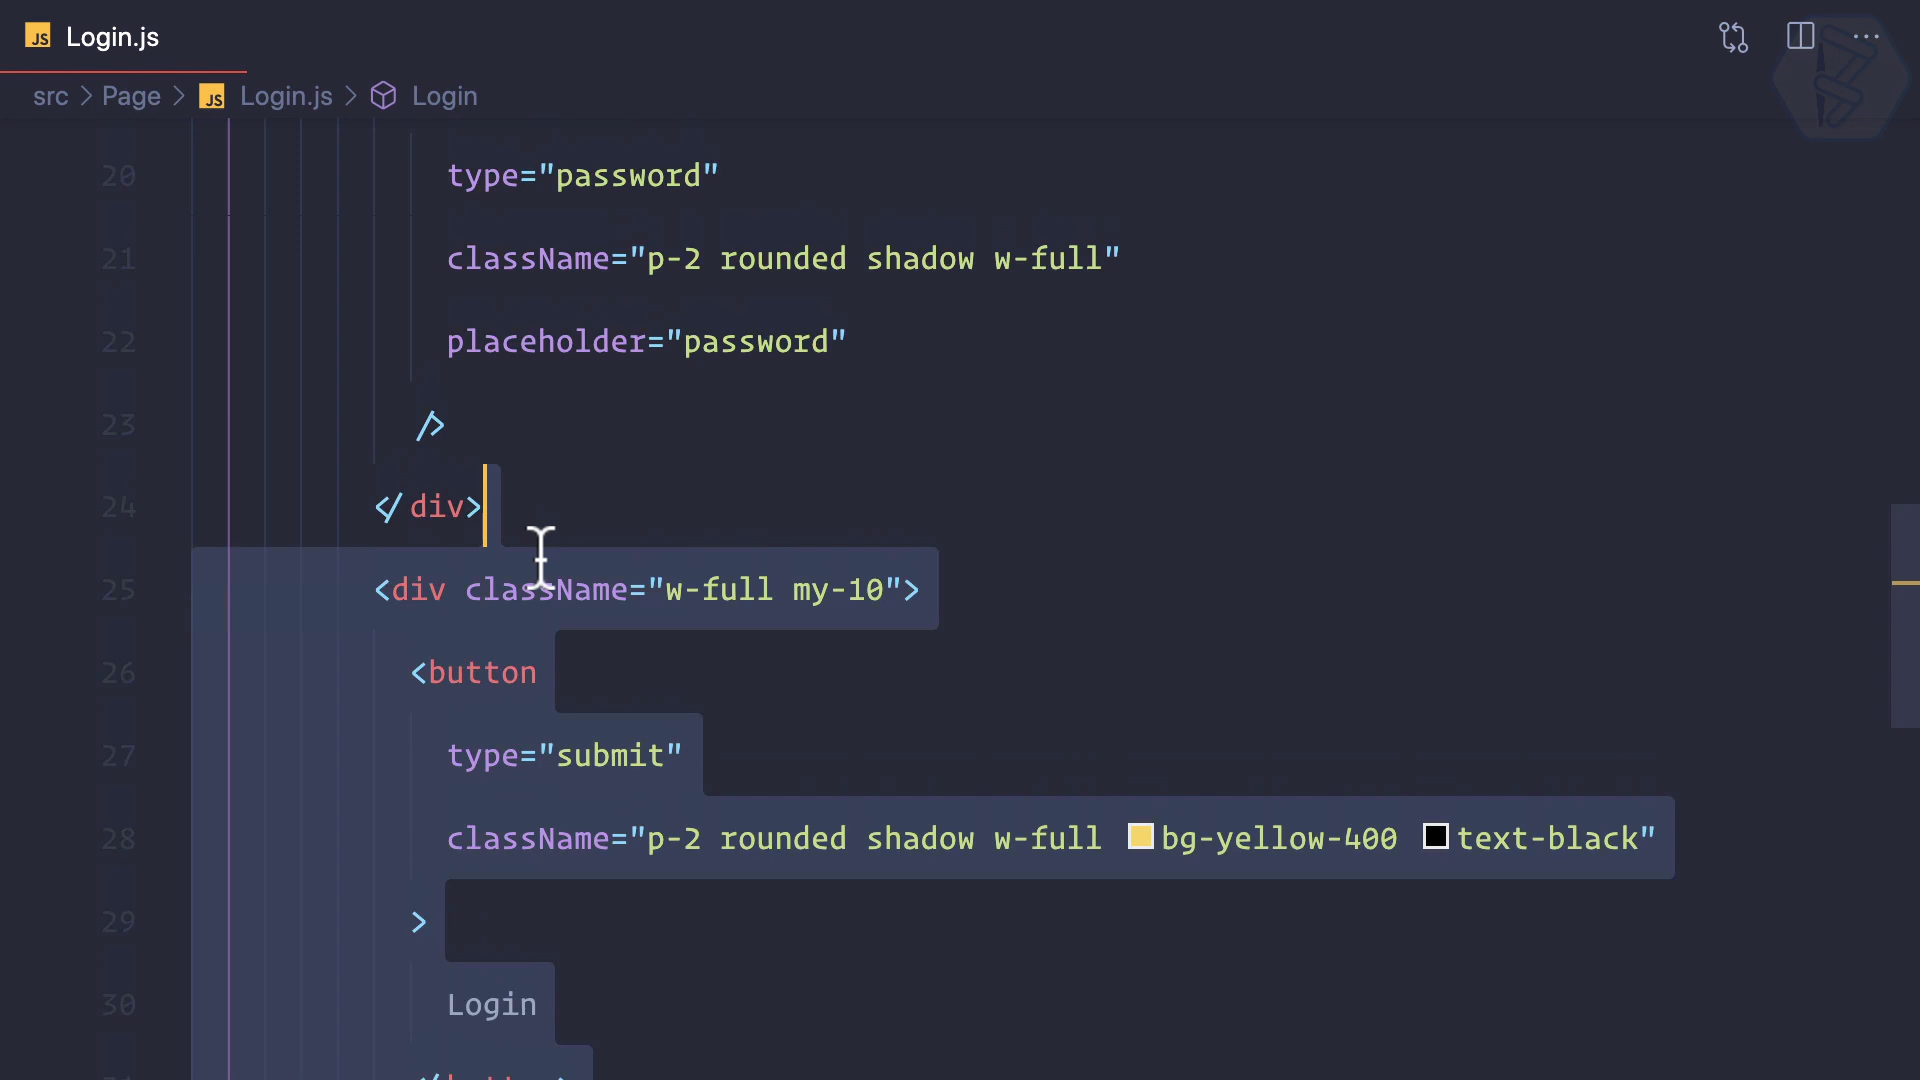 JS Login.js
src > Page > JS Login.js > Login
20 type="password"
21 className="p-2 rounded shadow w-full"
22 placeholder="password"
23 />
24 </div>
25 <div className="w-full my-10">
26 <button
27 type="submit"
28 className="p-2 rounded shadow w-full bg-yellow-400 text-black"
29 >
30 Login